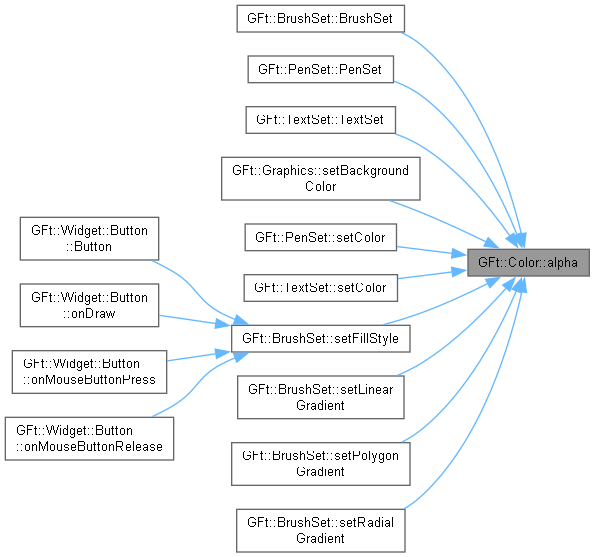 GFt::BrushSet::BrushSet
GFt::PenSet::PenSet
GFt::TextSet::TextSet
GFt::Graphics::setBackground
Color
GFt::PenSet::setColor
GFt::TextSet::setColor
GFt::Color::alpha
GFt::Widget::Button
::Button
GFt::Widget::Button
::onDraw
GFt::Widget::Button
::onMouseButtonPress
GFt::Widget::Button
::onMouseButtonRelease
GFt::BrushSet::setFillStyle
GFt::BrushSet::setLinear
Gradient
GFt::BrushSet::setPolygon
Gradient
GFt::BrushSet::setRadial
Gradient